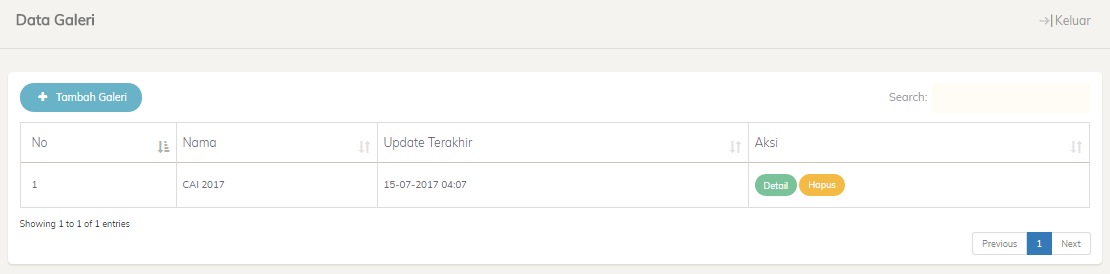 Data Galeri
Keluar
Tambah Galeri
Search:
No Nama Update Terakhir Aksi
1 CAI 2017 15-07-2017 04:07 Detail Hapus
Showing 1 to 1 of 1 entries
Previous 1 Next